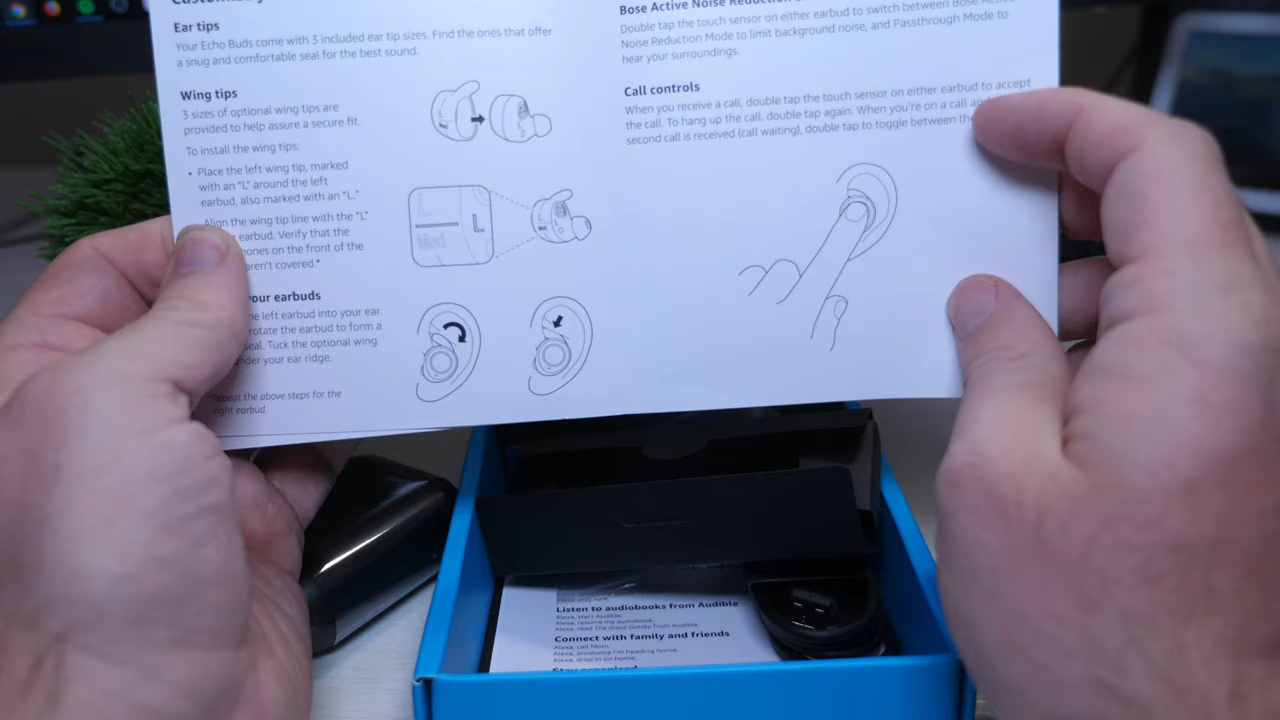 Ear tips
Your Echo Buds come with 3 included ear tip sizes. Find the ones that offer
a snug and comfortable seal for the best sound.
Wing tips
3 sizes of optional wing tips are
provided to help assure a secure fit.
To install the wing tips:
• Place the left wing tip, marked
with an "L" around the left
earbud, also marked with an "L."
Align the wing tip line with the "L"
earbud. Verify that the
on the front of the
aren't covered.*
your earbuds
left earbud into your ear.
rotate the earbud to form a
seal. Tuck the optional wing
under your ear ridge.
*Repeat the above steps for the
right earbud.
L
L
Med
Bose Active Noise Reduction
Double tap the touch sensor on either earbud to switch between Bose Active
Noise Reduction Mode to limit background noise, and Passthrough Mode to
hear your surroundings.
Call controls
When you receive a call, double tap the touch sensor on either earbud to accept
the call. To hang up the call, double tap again. When you're on a call
second call is received (call waiting), double tap to toggle between
Listen to audiobooks from Audible
Alexa, start Audible.
Alexa, resume my audiobook.
Alexa, read The Great Gatsby from Audible.
Connect with family and friends
Alexa, call Mom.
Alexa, announce I'm heading home.
Alexa, drop in on home.
Stay organized